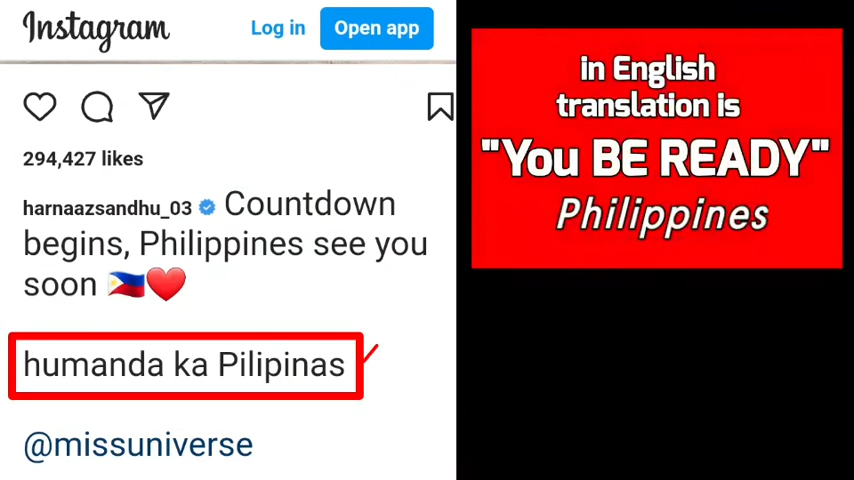 Instagram
Log in
Open app
294,427 likes
harnaazsandhu_03 Countdown
begins, Philippines see you
soon 🇵🇭❤️
humanda ka Pilipinas
@missuniverse
in English
translation is
"You BE READY"
Philippines